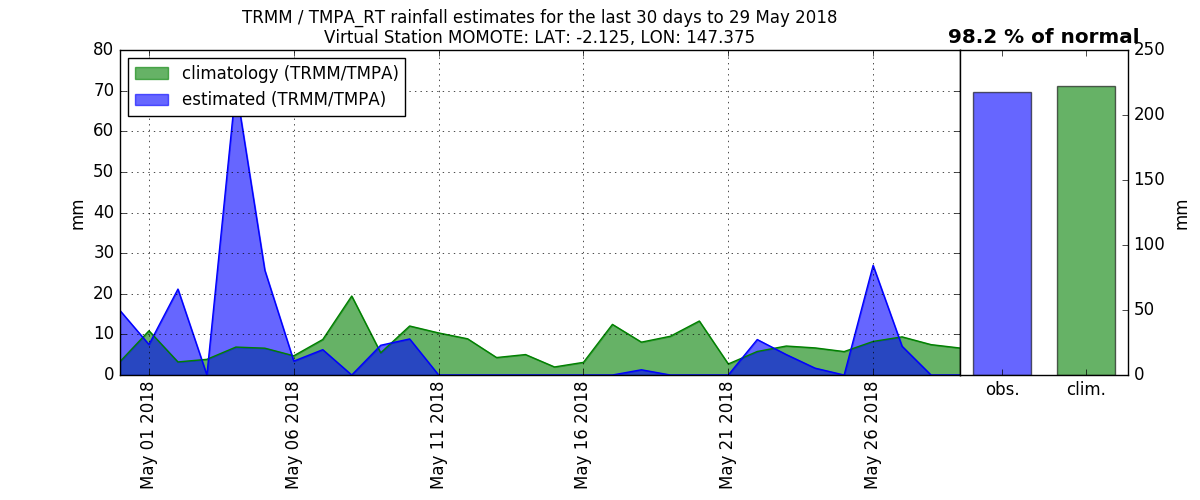 TRMM / TMPA_RT rainfall estimates for the last 30 days to 29 May 2018
Virtual Station MOMOTE: LAT: -2.125, LON: 147.375
98.2 % of normal
climatology (TRMM/TMPA)
estimated (TRMM/TMPA)
80
70
60
50
40
30
20
10
0
mm
May 01 2018
May 06 2018
May 11 2018
May 16 2018
May 21 2018
May 26 2018
250
200
150
100
50
0
mm
obs.
clim.